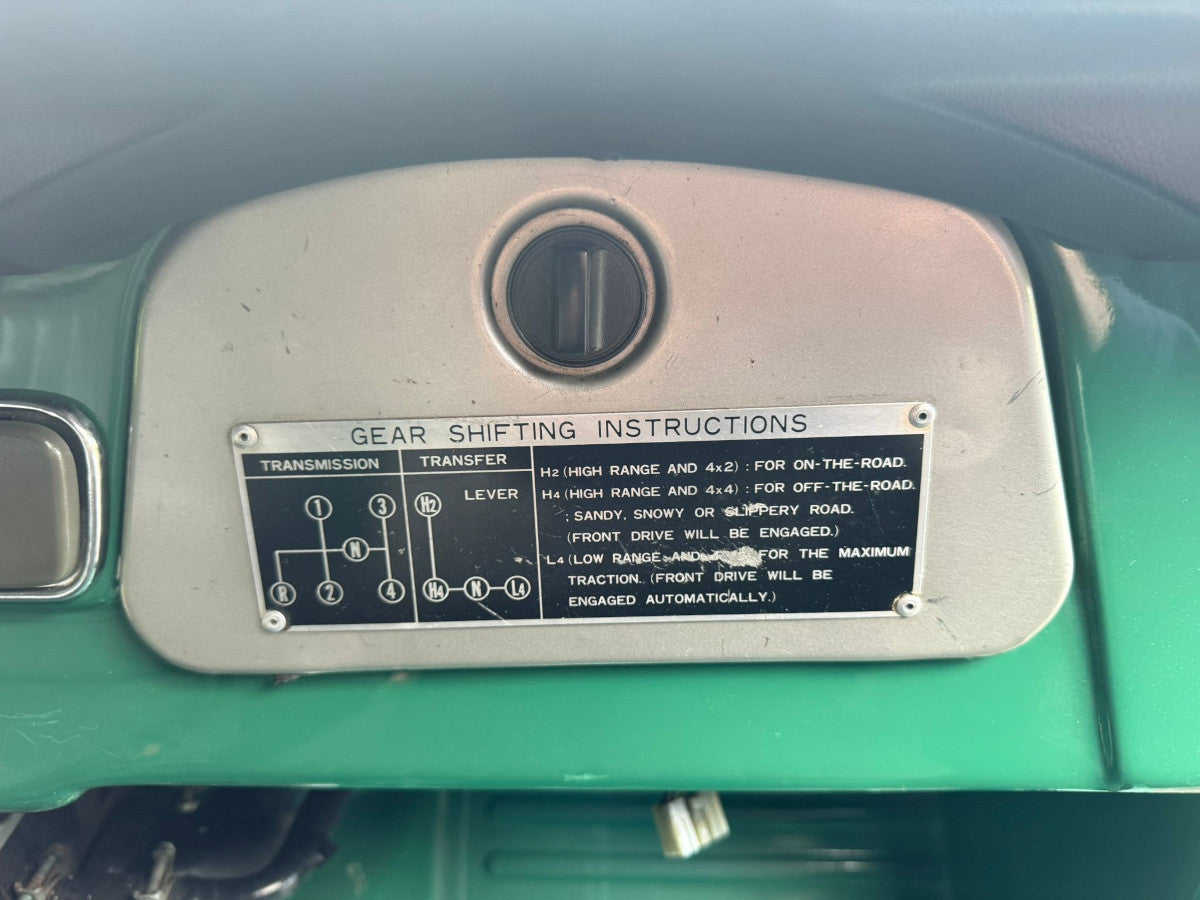 GEAR SHIFTING INSTRUCTIONS
TRANSMISSION
1 3
N
R 2 4
TRANSFER
H2 LEVER
H4 N L4
H2 (HIGH RANGE AND 4x2) : FOR ON-THE-ROAD.
H4 (HIGH RANGE AND 4x4) : FOR OFF-THE-ROAD.
, SANDY, SNOWY OR SLIPPERY ROAD.
(FRONT DRIVE WILL BE ENGAGED.)
L4 (LOW RANGE AND FOR THE MAXIMUM
TRACTION. (FRONT DRIVE WILL BE
ENGAGED AUTOMATICALLY.)